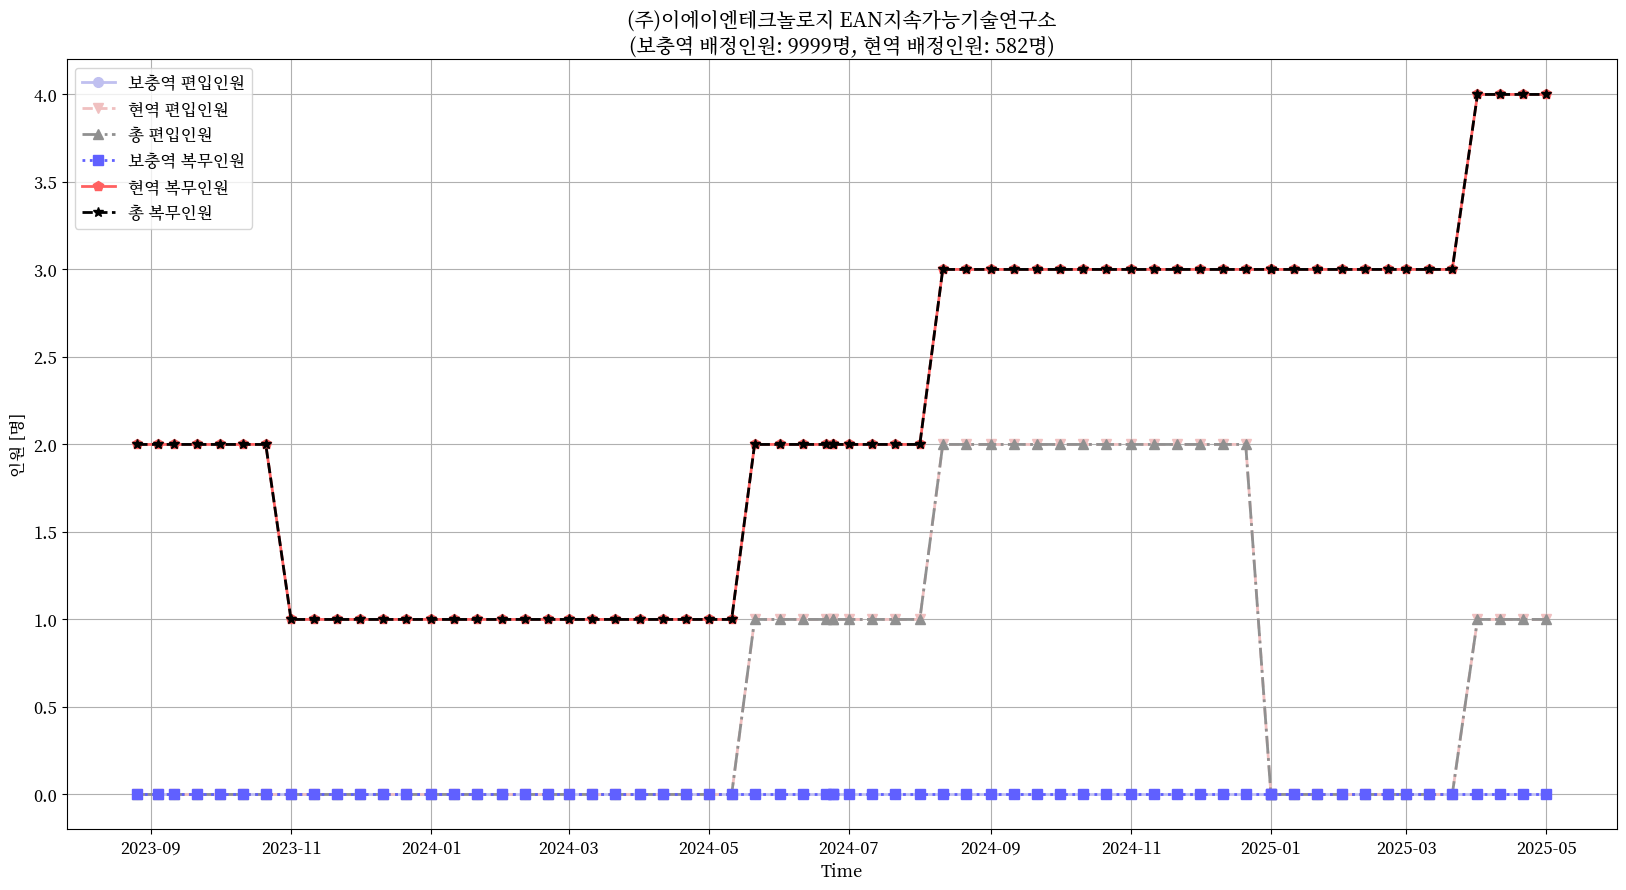 (주)이에이엔테크놀로지 EAN지속가능기술연구소
(보충역 배정인원: 9999명, 현역 배정인원: 582명)
보충역 편입인원
현역 편입인원
총 편입인원
보충역 복무인원
현역 복무인원
총 복무인원
인원 [명]
4.0
3.5
3.0
2.5
2.0
1.5
1.0
0.5
0.0
2023-09
2023-11
2024-01
2024-03
2024-05
2024-07
2024-09
2024-11
2025-01
2025-03
2025-05
Time